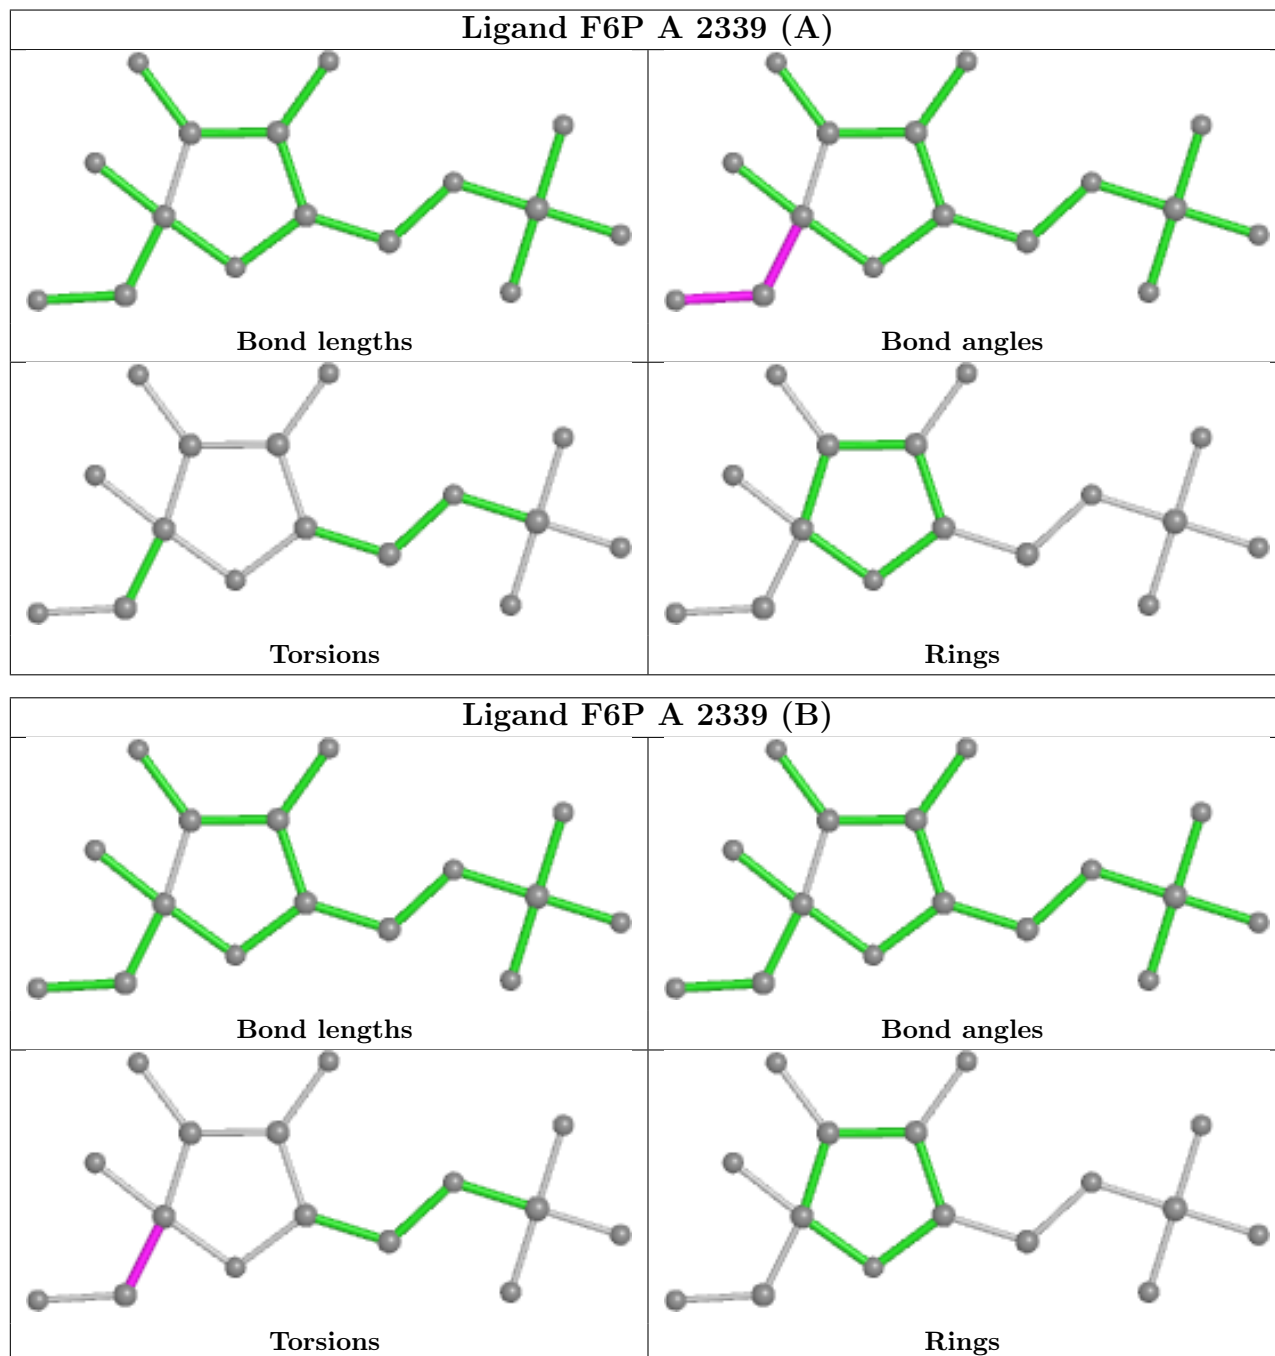 Ligand F6P A 2339 (A)
Bond lengths
Bond angles
Torsions
Rings
Ligand F6P A 2339 (B)
Bond lengths
Bond angles
Torsions
Rings